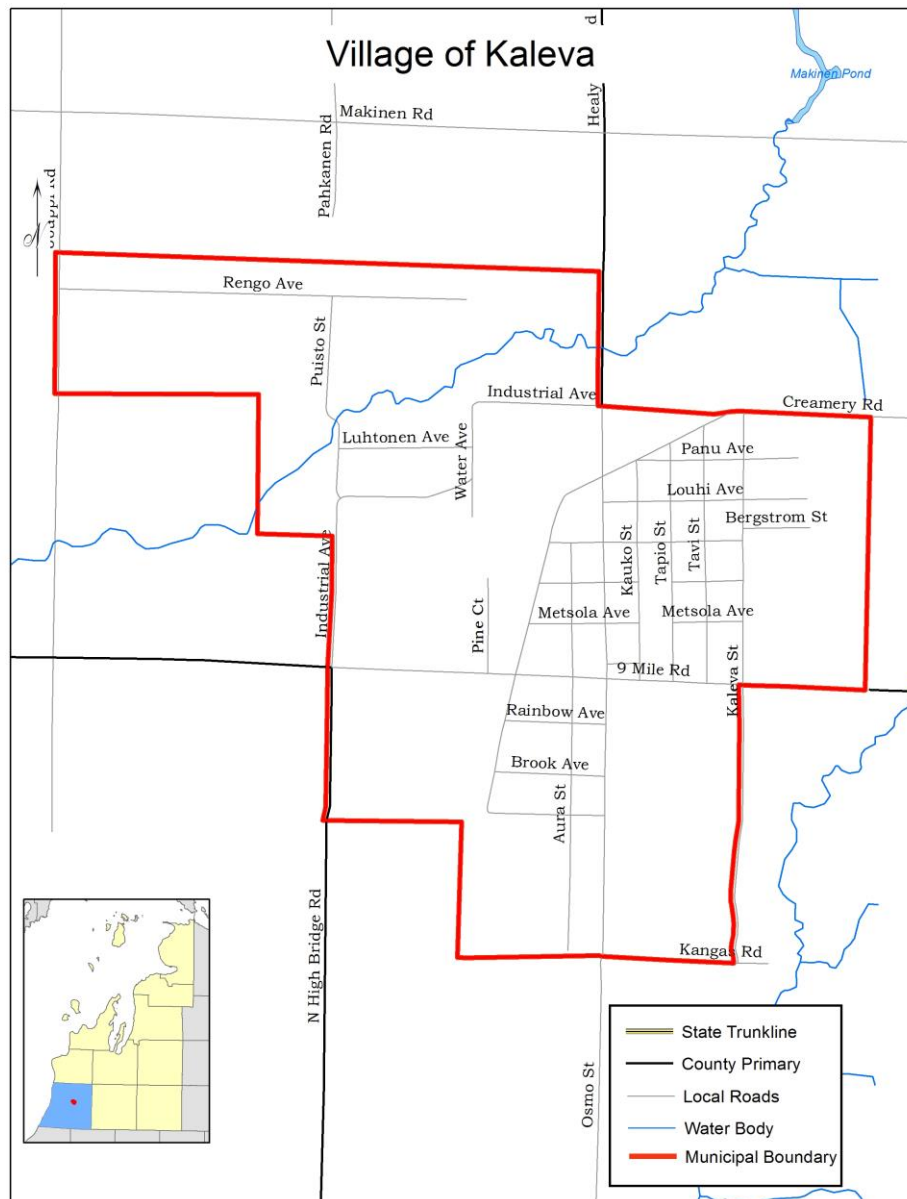 Village of Kaleva
d
Healy
Makinen Pond
Makinen Rd
Pahkanen Rd
Rd
Rengo Ave
Puisto St
Industrial Ave
Creamery Rd
Luhtonen Ave
Water Ave
Panu Ave
Louhi Ave
Bergstrom St
Kauko St
Tapio St
Tavi St
Industrial Ave
Pine Ct
Metsola Ave
Metsola Ave
9 Mile Rd
Kaleva St
Rainbow Ave
Brook Ave
Aura St
Kangas Rd
N High Bridge Rd
Osmo St
State Trunkline
County Primary
Local Roads
Water Body
Municipal Boundary